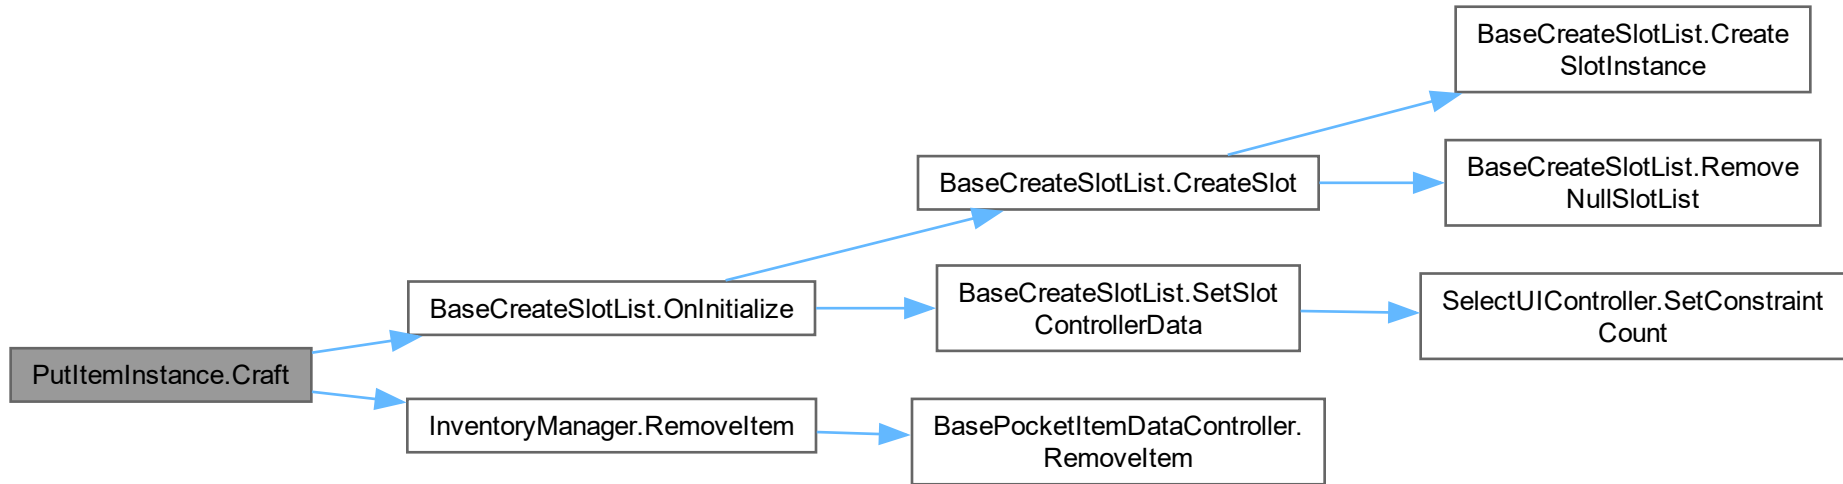 BaseCreateSlotList.Create
SlotInstance
BaseCreateSlotList.CreateSlot
BaseCreateSlotList.Remove
NullSlotList
BaseCreateSlotList.OnInitialize
BaseCreateSlotList.SetSlot
ControllerData
SelectUIController.SetConstraint
Count
PutItemInstance.Craft
InventoryManager.RemoveItem
BasePocketItemDataController.
RemoveItem